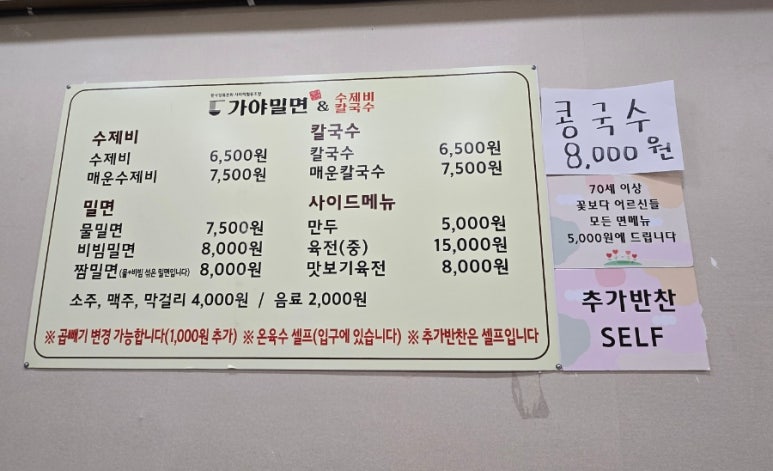 가야밀면 & 수제비 칼국수
수제비
수제비 6,500원
매운수제비 7,500원
칼국수
칼국수 6,500원
매운칼국수 7,500원
밀면
물밀면 7,500원
비빔밀면 8,000원
짬밀면(물+비빔 섞은 밀면입니다) 8,000원
사이드메뉴
만두 5,000원
육전(중) 15,000원
맛보기육전 8,000원
소주, 맥주, 막걸리 4,000원 / 음료 2,000원
※ 곱빼기 변경 가능합니다(1,000원 추가) ※ 온육수 셀프(입구에 있습니다) ※ 추가반찬은 셀프입니다
콩국수
8,000원
70세 이상
꽃보다 어르신들
모든 면메뉴
5,000원에 드립니다
추가반찬
SELF